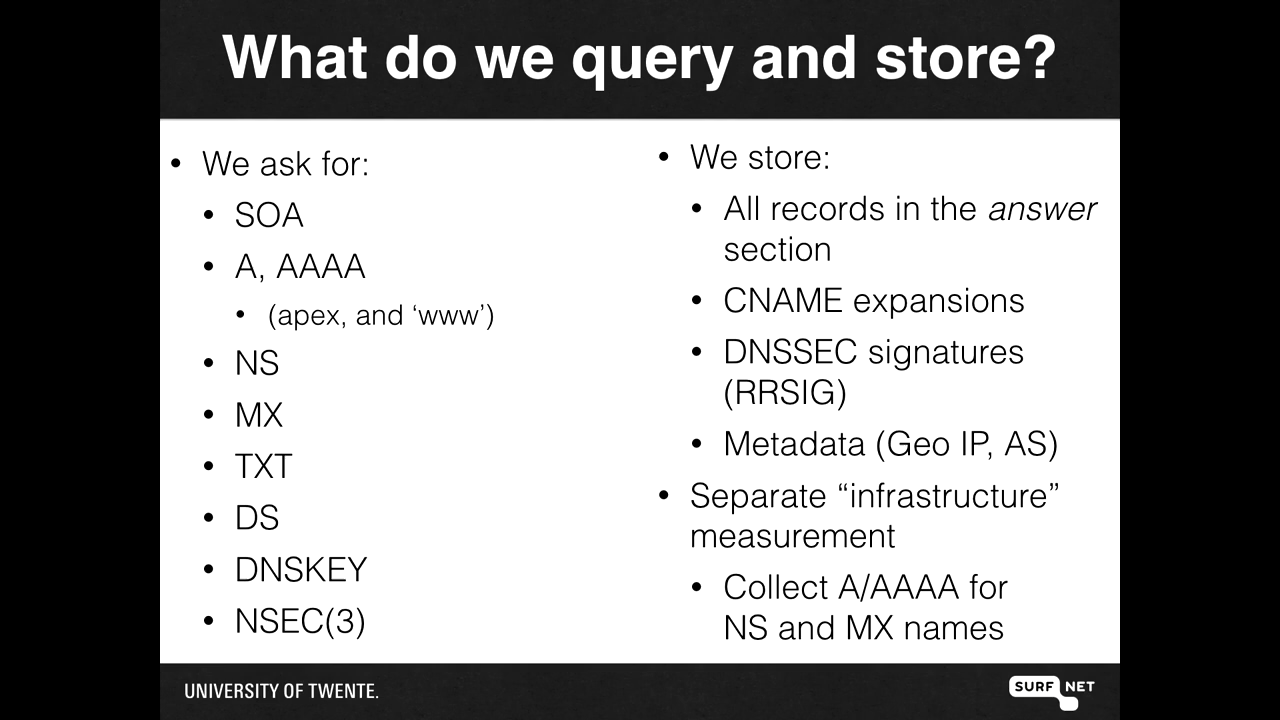 What do we query and store?
• We ask for:
• SOA
• A, AAAA
• (apex, and ‘www’)
• NS
• MX
• TXT
• DS
• DNSKEY
• NSEC(3)
• We store:
• All records in the answer
section
• CNAME expansions
• DNSSEC signatures
(RRSIG)
• Metadata (Geo IP, AS)
• Separate “infrastructure”
measurement
• Collect A/AAAA for
NS and MX names
UNIVERSITY OF TWENTE.
SURF NET